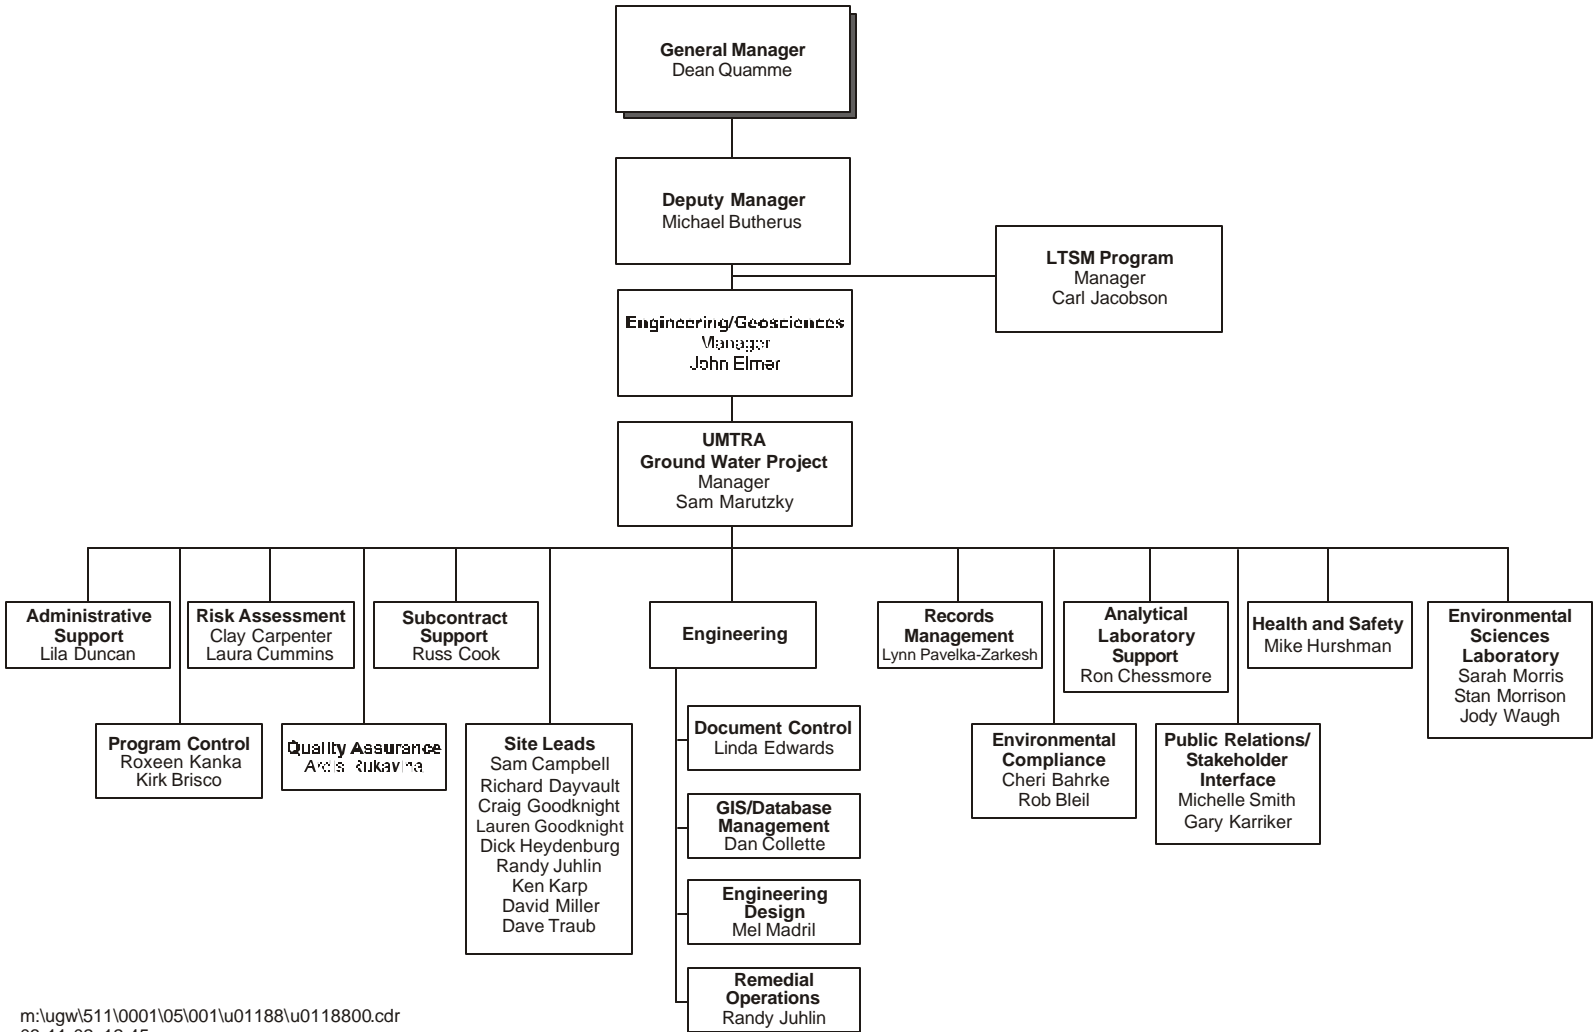 General Manager
Dean Quamme
Deputy Manager
Michael Butherus
LTSM Program
Manager
Carl Jacobson
Engineering/Geosciences
Manager
John Elmer
UMTRA
Ground Water Project
Manager
Sam Marutzky
Administrative
Support
Lila Duncan
Risk Assessment
Clay Carpenter
Laura Cummins
Subcontract
Support
Russ Cook
Engineering
Records
Management
Lynn Pavelka-Zarkesh
Analytical
Laboratory
Support
Ron Chessmore
Health and Safety
Mike Hurshman
Environmental
Sciences
Laboratory
Sarah Morris
Stan Morrison
Jody Waugh
Program Control
Roxeen Kanka
Kirk Brisco
Quality Assurance
Rukavina
Site Leads
Sam Campbell
Richard Dayvault
Craig Goodknight
Lauren Goodknight
Dick Heydenburg
Randy Juhlin
Ken Karp
David Miller
Dave Traub
Document Control
Linda Edwards
GIS/Database
Management
Dan Collette
Engineering
Design
Mel Madril
Remedial
Operations
Randy Juhlin
Environmental
Compliance
Cheri Bahrke
Rob Bleil
Public Relations/
Stakeholder
Interface
Michelle Smith
Gary Karriker
m:\ugw\511\0001\05\001\u01188\u0118800.cdr